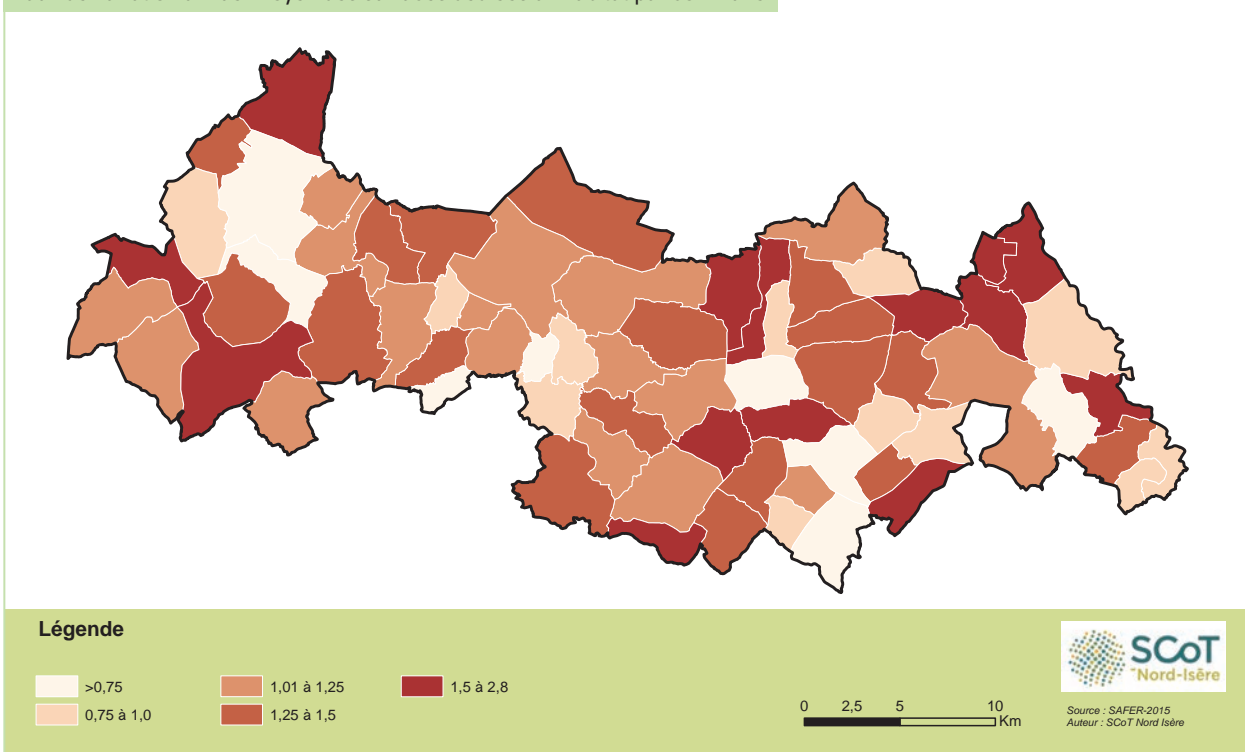 Légende
>0,75
0,75 à 1,0
1,01 à 1,25
1,25 à 1,5
1,5 à 2,8
0 2,5 5 10
Km
SCoT
Nord-Isère
Source : SAFER-2015
Auteur : SCoT Nord Isère